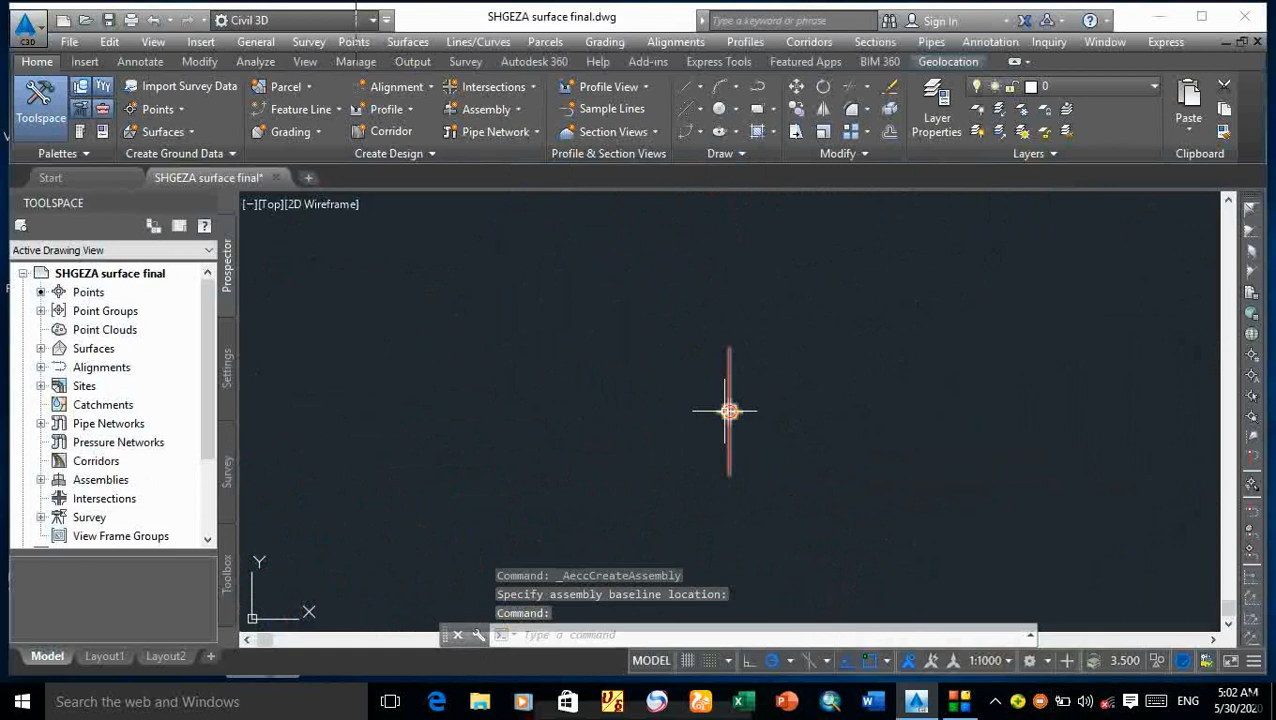 Civil 3D
SHGEZA surface final.dwg
Type a keyword or phrase
Sign In
C3D
File Edit View Insert General Survey Points Surfaces Lines/Curves Parcels Grading Alignments Profiles Corridors Sections Pipes Annotation Inquiry Window Express
Home Insert Annotate Modify Analyze View Manage Output Survey Autodesk 360 Help Add-ins Express Tools Featured Apps BIM 360 Geolocation
Toolspace
Import Survey Data
Points
Surfaces
Parcel
Feature Line
Grading
Alignment
Profile
Corridor
Intersections
Assembly
Pipe Network
Profile View
Sample Lines
Section Views
Layer
Properties
0
Paste
Palettes Create Ground Data Create Design Profile & Section Views Draw Modify Layers Clipboard
Start SHGEZA surface final*
TOOLSPACE
Active Drawing View
SHGEZA surface final
Points
Point Groups
Point Clouds
Surfaces
Alignments
Sites
Catchments
Pipe Networks
Pressure Networks
Corridors
Assemblies
Intersections
Survey
View Frame Groups
Prospector
Settings
Survey
Toolbox
[−][Top][2D Wireframe]
Y
X
Command: _AeccCreateAssembly
Specify assembly baseline location:
Command:
Type a command
Model Layout1 Layout2
MODEL 1:1000 3.500
Search the web and Windows
ENG
5:02 AM